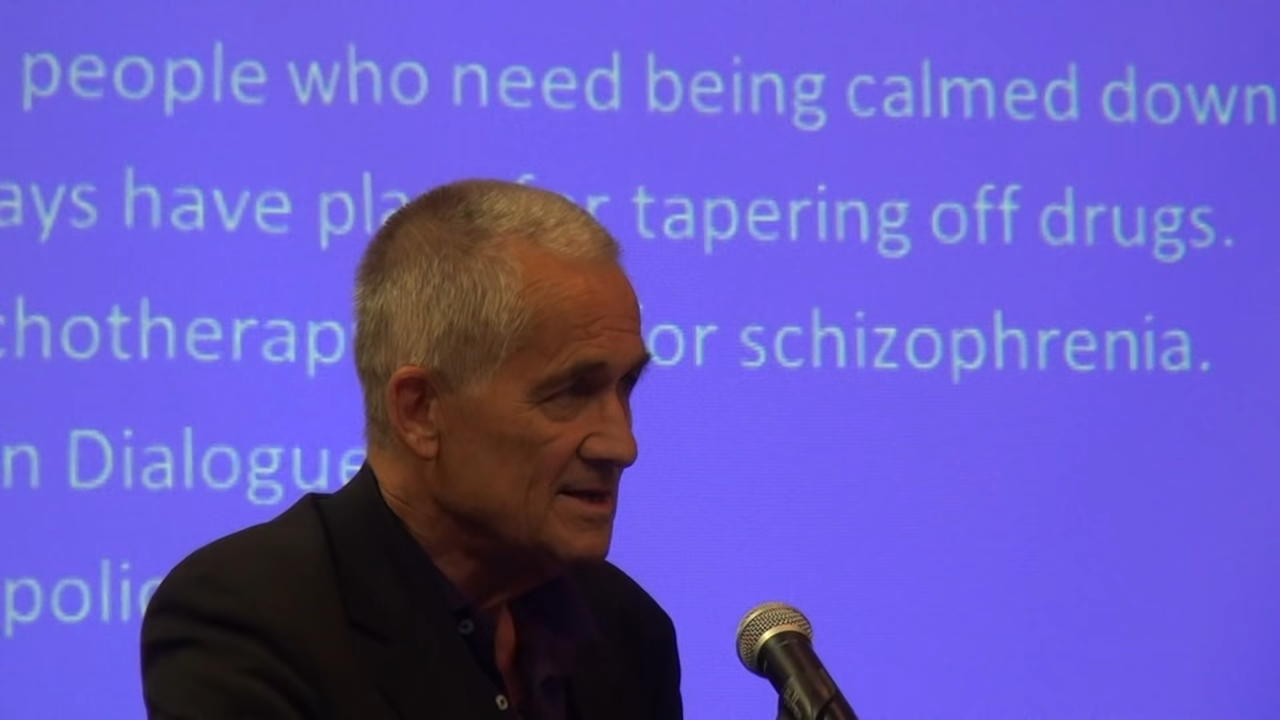 people who need being calmed down
ays have pla for tapering off drugs.
chotherap or schizophrenia.
n Dialogue
polic